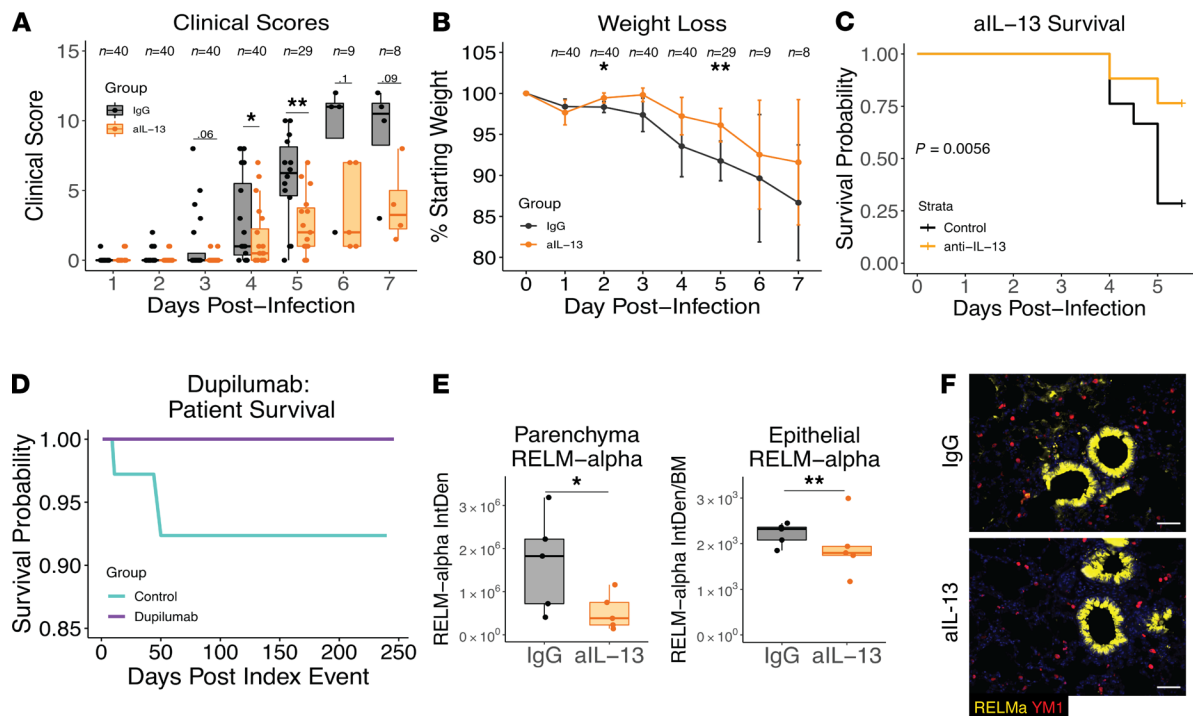 A
Clinical Scores
n=40 n=40 n=40 n=40 n=29 n=9 n=8
Clinical Score
15
10
5
0
Group
IgG
aIL−13
.06
*
**
.1
.09
1 2 3 4 5 6 7
Days Post−Infection
B
Weight Loss
n=40 n=40 n=40 n=40 n=29 n=9 n=8
* **
% Starting Weight
105
100
95
90
85
80
Group
IgG
aIL−13
0 1 2 3 4 5 6 7
Day Post−Infection
C
aIL−13 Survival
Survival Probability
1.00
0.75
0.50
0.25
0.00
P = 0.0056
Strata
Control
anti−IL−13
0 1 2 3 4 5
Days Post−Infection
D
Dupilumab:
Patient Survival
Survival Probability
1.00
0.95
0.90
0.85
Group
Control
Dupilumab
0 50 100 150 200 250
Days Post Index Event
E
Parenchyma
RELM−alpha
*
RELM−alpha IntDen
3 × 10⁶
2 × 10⁶
1 × 10⁶
0 × 10⁰
IgG aIL−13
Epithelial
RELM−alpha
**
RELM−alpha IntDen/BM
3 × 10³
2 × 10³
1 × 10³
0 × 10⁰
IgG aIL−13
F
IgG
aIL-13
RELMa YM1